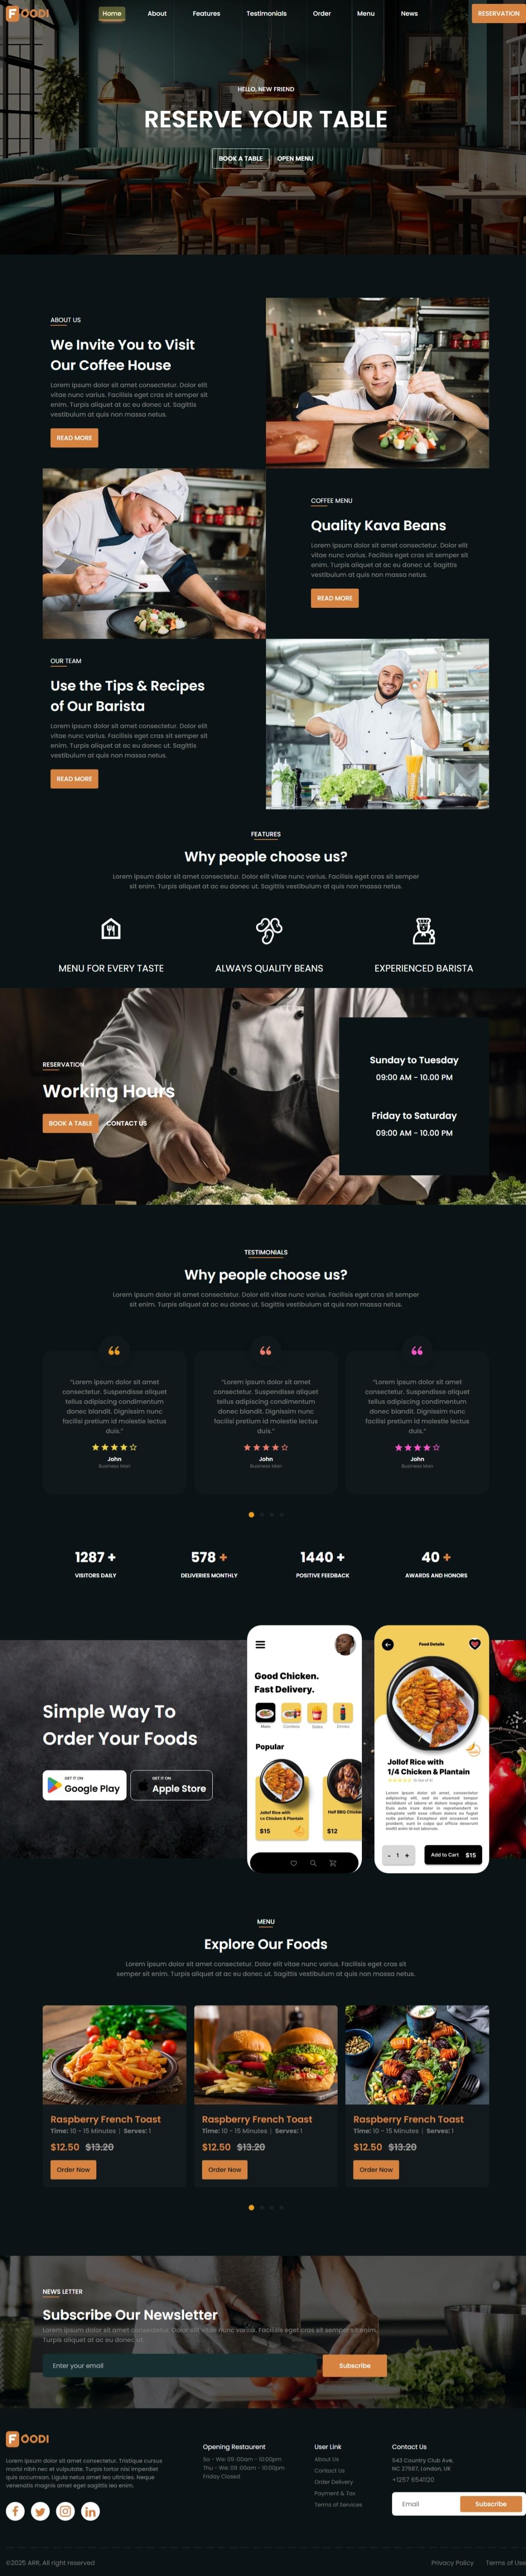 FOODI
Home About Features Testimonials Order Menu News
RESERVATION
HELLO, NEW FRIEND
RESERVE YOUR TABLE
BOOK A TABLE OPEN MENU
ABOUT US
We Invite You to Visit
Our Coffee House
Lorem ipsum dolor sit amet consectetur. Dolor elit
vitae nunc varius. Facilisis eget cras sit semper sit
enim. Turpis aliquet at ac eu donec ut. Sagittis
vestibulum at quis non massa netus.
READ MORE
COFFEE MENU
Quality Kava Beans
Lorem ipsum dolor sit amet consectetur. Dolor elit
vitae nunc varius. Facilisis eget cras sit semper sit
enim. Turpis aliquet at ac eu donec ut. Sagittis
vestibulum at quis non massa netus.
READ MORE
OUR TEAM
Use the Tips & Recipes
of Our Barista
Lorem ipsum dolor sit amet consectetur. Dolor elit
vitae nunc varius. Facilisis eget cras sit semper sit
enim. Turpis aliquet at ac eu donec ut. Sagittis
vestibulum at quis non massa netus.
READ MORE
FEATURES
Why people choose us?
Lorem ipsum dolor sit amet consectetur. Dolor elit vitae nunc varius. Facilisis eget cras sit semper
sit enim. Turpis aliquet at ac eu donec ut. Sagittis vestibulum at quis non massa netus.
MENU FOR EVERY TASTE
ALWAYS QUALITY BEANS
EXPERIENCED BARISTA
RESERVATION
Working Hours
BOOK A TABLE CONTACT US
Sunday to Tuesday
09:00 AM - 10.00 PM
Friday to Saturday
09:00 AM - 10.00 PM
TESTIMONIALS
Why people choose us?
Lorem ipsum dolor sit amet consectetur. Dolor elit vitae nunc varius. Facilisis eget cras sit semper
sit enim. Turpis aliquet at ac eu donec ut. Sagittis vestibulum at quis non massa netus.
“Lorem ipsum dolor sit amet
consectetur. Suspendisse aliquet
tellus adipiscing condimentum
donec blandit. Dignissim nunc
facilisi pretium id molestie lectus
duis.”
John
Business Man
“Lorem ipsum dolor sit amet
consectetur. Suspendisse aliquet
tellus adipiscing condimentum
donec blandit. Dignissim nunc
facilisi pretium id molestie lectus
duis.”
John
Business Man
“Lorem ipsum dolor sit amet
consectetur. Suspendisse aliquet
tellus adipiscing condimentum
donec blandit. Dignissim nunc
facilisi pretium id molestie lectus
duis.”
John
Business Man
1287 +
VISITORS DAILY
578 +
DELIVERIES MONTHLY
1440 +
POSITIVE FEEDBACK
40 +
AWARDS AND HONORS
Simple Way To
Order Your Foods
GET IT ON
Google Play
GET IT ON
Apple Store
Good Chicken.
Fast Delivery.
Meals Combos Sides Drinks
Popular
Jollof Rice with
1/4 Chicken & Plantain
$15
Half BBQ Chicken
$12
Food Details
Jollof Rice with
1/4 Chicken & Plantain
- 1 +
Add to Cart $15
MENU
Explore Our Foods
Lorem ipsum dolor sit amet consectetur. Dolor elit vitae nunc varius. Facilisis eget cras sit
semper sit enim. Turpis aliquet at ac eu donec ut. Sagittis vestibulum at quis non massa netus.
Raspberry French Toast
Time: 10 - 15 Minutes | Serves: 1
$12.50 $13.20
Order Now
Raspberry French Toast
Time: 10 - 15 Minutes | Serves: 1
$12.50 $13.20
Order Now
Raspberry French Toast
Time: 10 - 15 Minutes | Serves: 1
$12.50 $13.20
Order Now
NEWS LETTER
Subscribe Our Newsletter
Lorem ipsum dolor sit amet consectetur. Dolor elit vitae nunc varius. Facilisis eget cras sit semper sit enim.
Turpis aliquet at ac eu donec ut.
Enter your email
Subscribe
FOODI
Lorem ipsum dolor sit amet consectetur. Tristique cursus
morbi nibh nec et vulputate. Turpis tortor nisi imperdiet
quis accumsan. Ligula netus amet leo ultricies. Neque
venenatis magnis amet eget sagittis leo enim.
Opening Restaurent
Sa - We: 09 :00am - 10:00pm
Thu - We: 09 :00am - 10:00pm
Friday Closed
User Link
About Us
Contact Us
Order Delivery
Payment & Tax
Terms of Services
Contact Us
543 Country Club Ave,
NC 27587, London, UK
+1257 6541120
Email
Subscribe
©2025 ARR, All right reserved
Privacy Policy Terms of Use